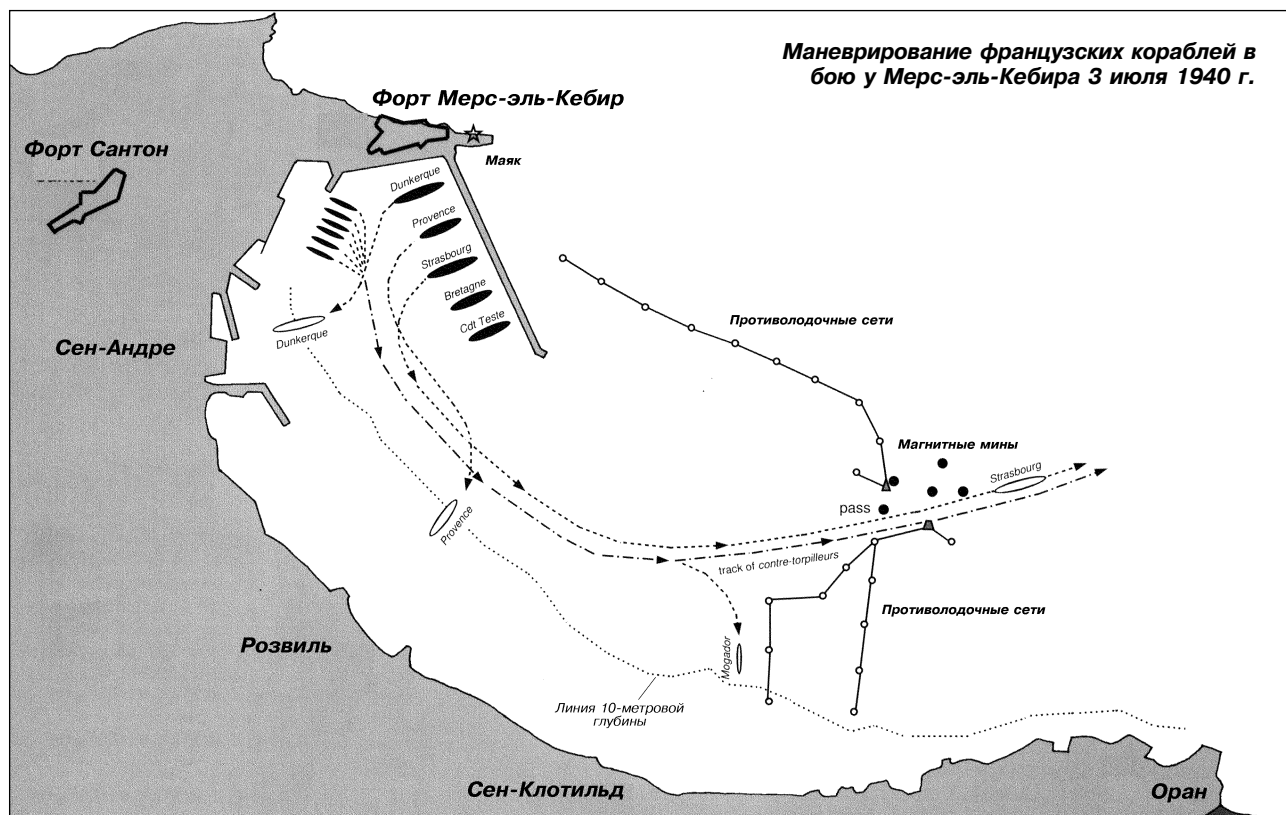 Маневрирование французских кораблей в
бою у Мерс-эль-Кебира 3 июля 1940 г.
Форт Мерс-эль-Кебир
Маяк
Форт Сантон
Dunkerque
Provence
Strasbourg
Bretagne
Cdt Teste
Dunkerque
Сен-Андре
Противолодочные сети
Магнитные мины
Strasbourg
pass
Provence
track of contre-torpilleurs
Противолодочные сети
Mogador
Розвиль
Линия 10-метровой
глубины
Сен-Клотильд
Оран